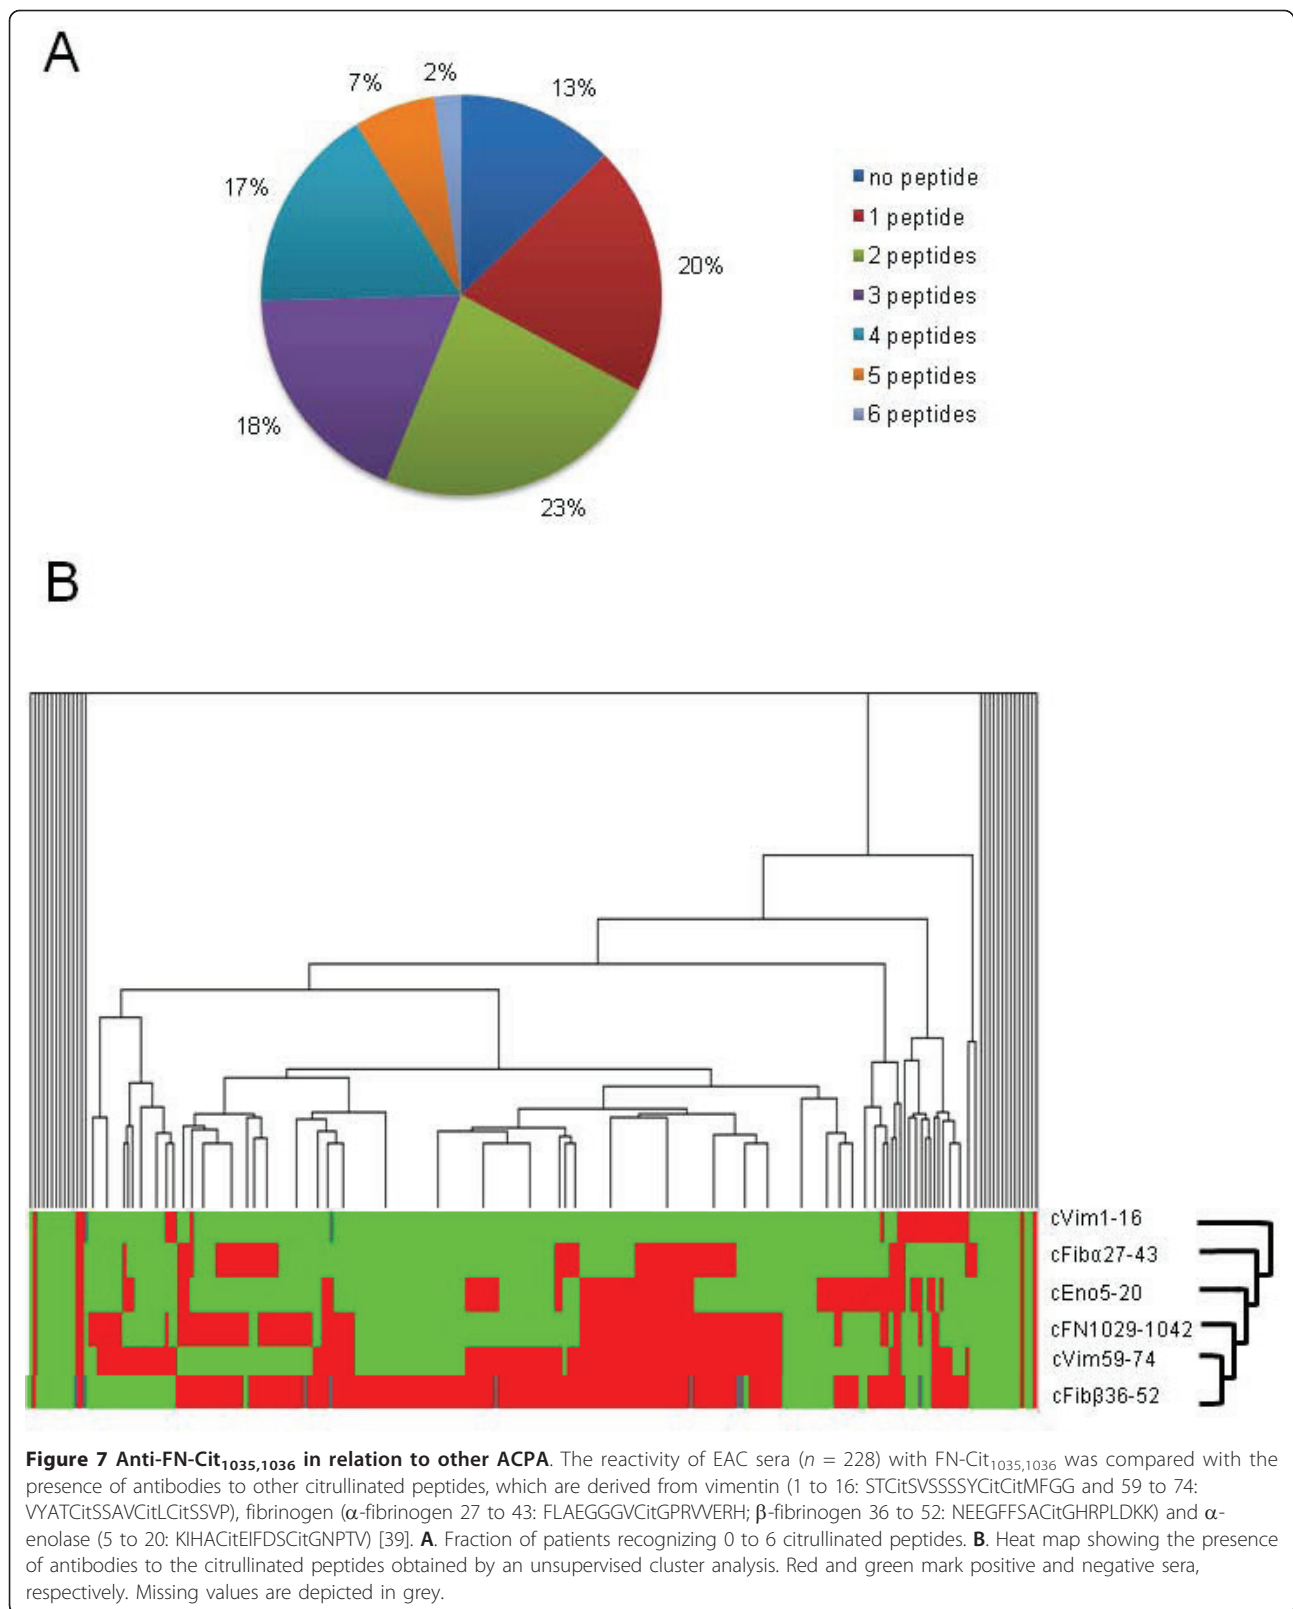 A
7%
2%
13%
17%
20%
18%
23%
no peptide
1 peptide
2 peptides
3 peptides
4 peptides
5 peptides
6 peptides
B
cVim1-16
cFibα27-43
cEno5-20
cFN1029-1042
cVim59-74
cFibβ36-52
Figure 7 Anti-FN-Cit1035,1036 in relation to other ACPA. The reactivity of EAC sera (n = 228) with FN-Cit1035,1036 was compared with the
presence of antibodies to other citrullinated peptides, which are derived from vimentin (1 to 16: STCitSVSSSSYCitCitMFGG and 59 to 74:
VYATCitSSAVCitLCitSSVP), fibrinogen (α-fibrinogen 27 to 43: FLAEGGGVCitGPRVVERH; β-fibrinogen 36 to 52: NEEGFFSACitGHRPLDKK) and α-
enolase (5 to 20: KIHACitEIFDSCitGNPTV) [39]. A. Fraction of patients recognizing 0 to 6 citrullinated peptides. B. Heat map showing the presence
of antibodies to the citrullinated peptides obtained by an unsupervised cluster analysis. Red and green mark positive and negative sera,
respectively. Missing values are depicted in grey.